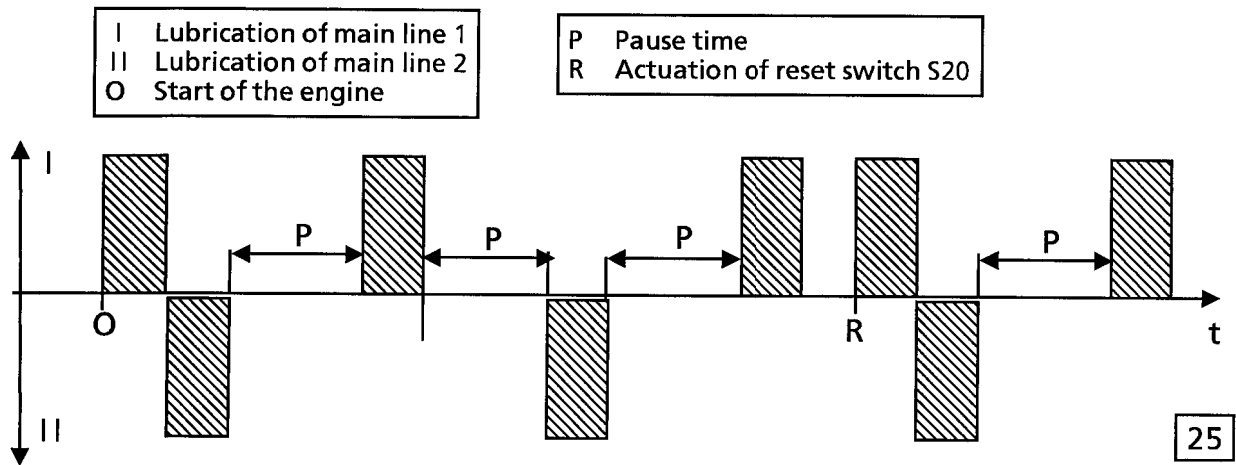 I Lubrication of main line 1
II Lubrication of main line 2
O Start of the engine
P Pause time
R Actuation of reset switch S20
I
P
P
P
P
O
R
t
II
25